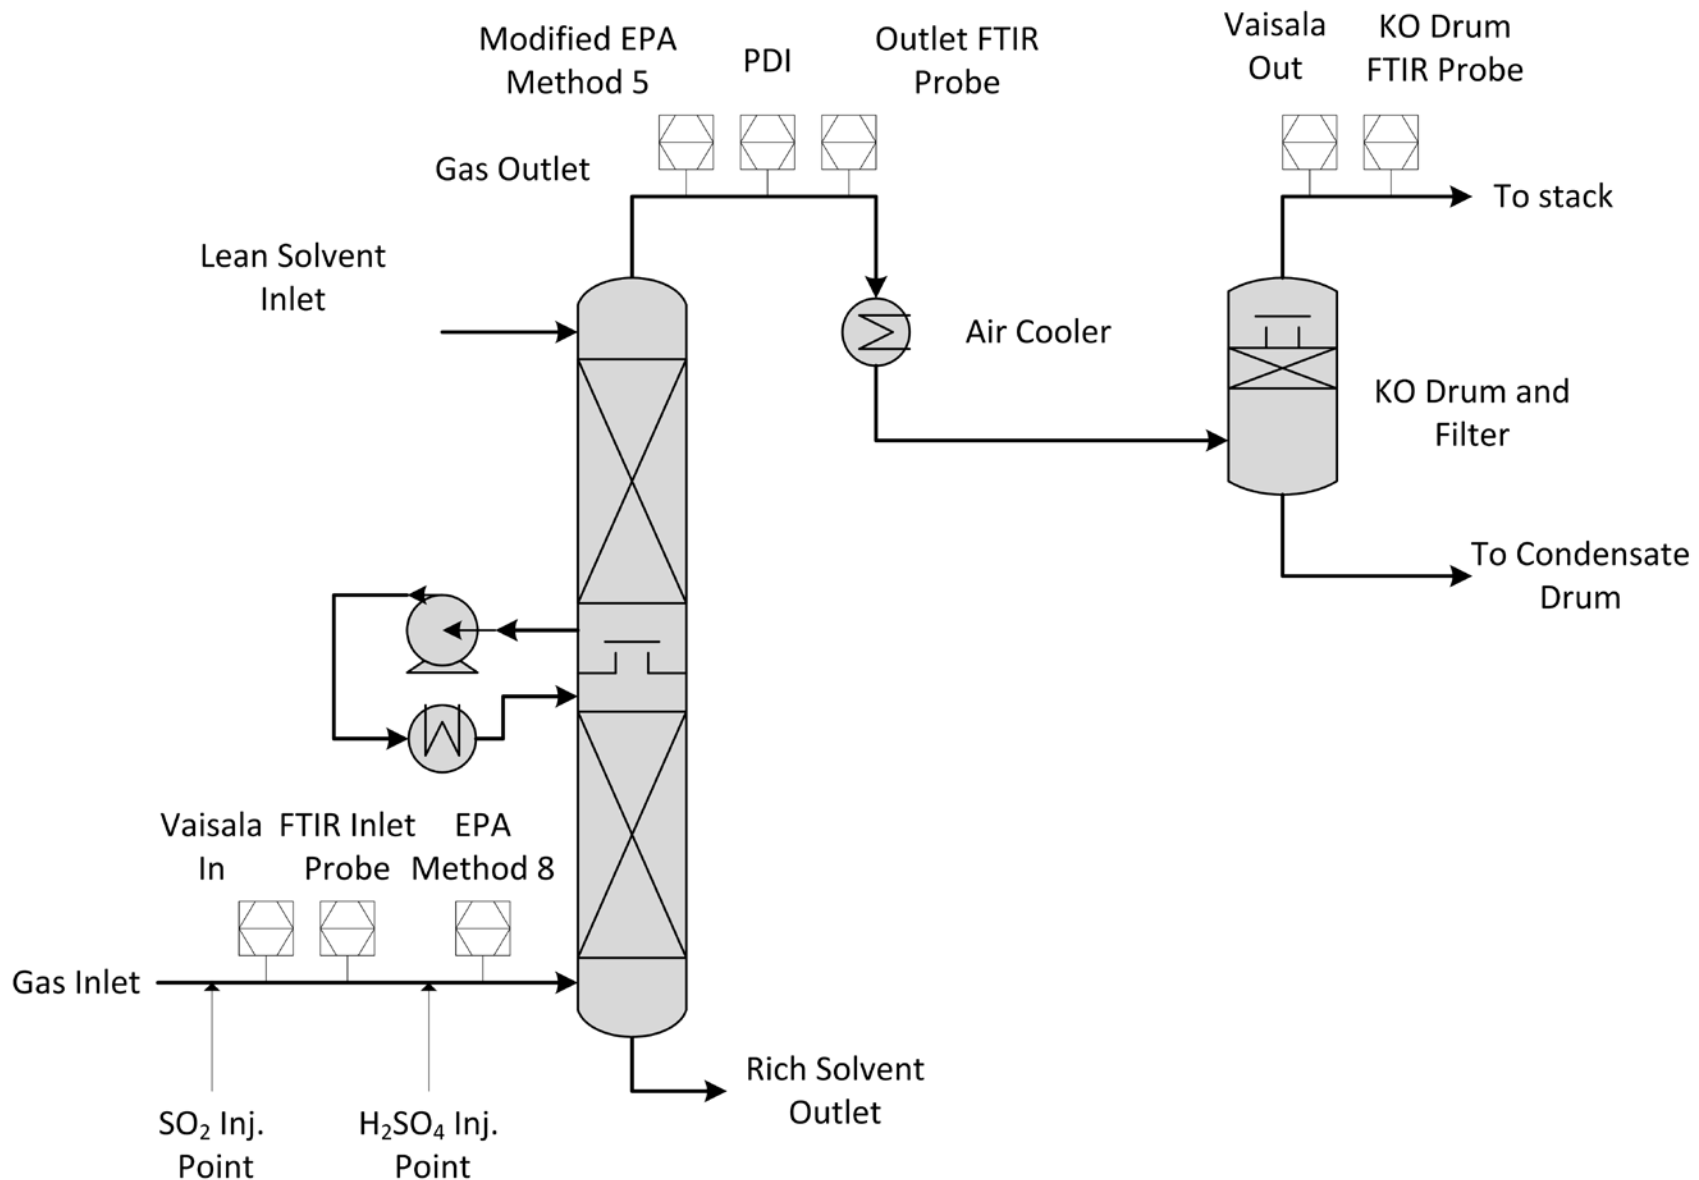 Modified EPA
Method 5
PDI
Outlet FTIR
Probe
Vaisala
Out
KO Drum
FTIR Probe
Gas Outlet
To stack
Lean Solvent
Inlet
Air Cooler
KO Drum and
Filter
To Condensate
Drum
Vaisala
In
FTIR Inlet
Probe
EPA
Method 8
Gas Inlet
Rich Solvent
Outlet
SO₂ Inj.
Point
H₂SO₄ Inj.
Point